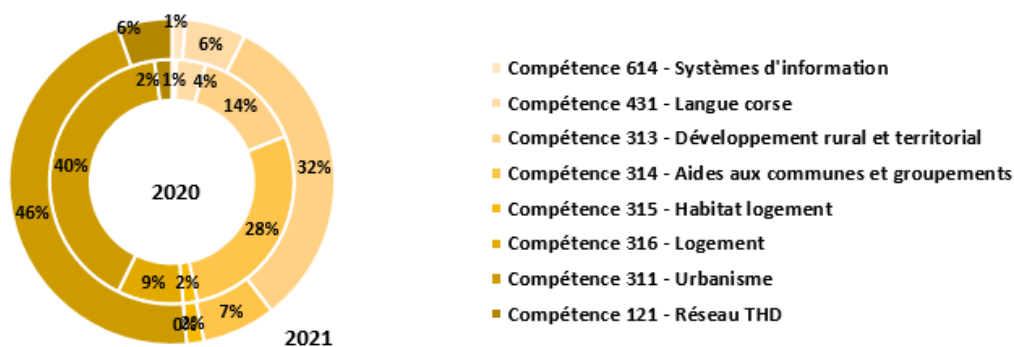 1%
6%
6%
2%
1%
4%
14%
32%
40%
2020
46%
28%
9%
2%
7%
0%
2%
2021
Compétence 614 - Systèmes d'information
Compétence 431 - Langue corse
Compétence 313 - Développement rural et territorial
Compétence 314 - Aides aux communes et groupements
Compétence 315 - Habitat logement
Compétence 316 - Logement
Compétence 311 - Urbanisme
Compétence 121 - Réseau THD